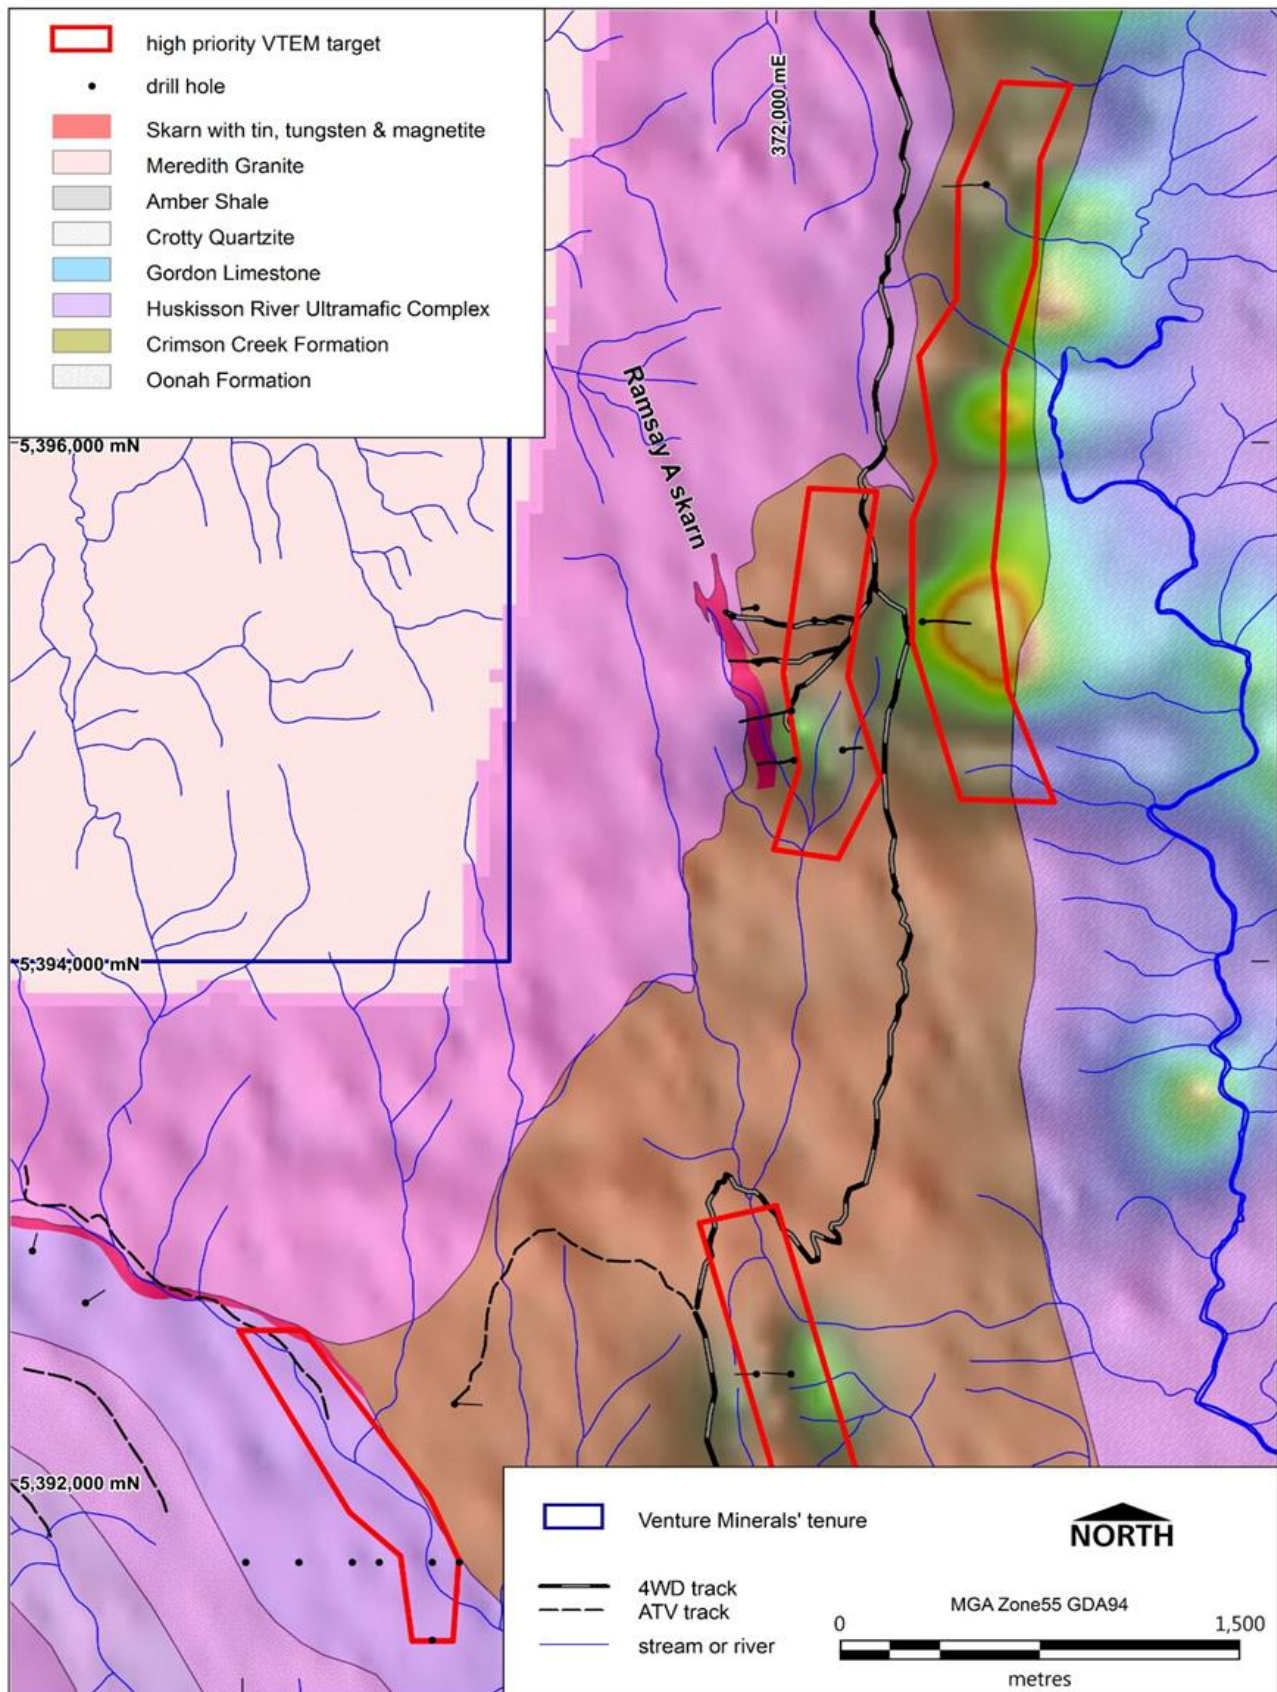 high priority VTEM target
drill hole
Skarn with tin, tungsten & magnetite
Meredith Granite
Amber Shale
Crotty Quartzite
Gordon Limestone
Huskisson River Ultramafic Complex
Crimson Creek Formation
Oonah Formation
372,000 mE
Ramsay A skarn
5,396,000 mN
5,394,000 mN
5,392,000 mN
Venture Minerals' tenure
NORTH
4WD track
ATV track
stream or river
MGA Zone55 GDA94
0 1,500
metres